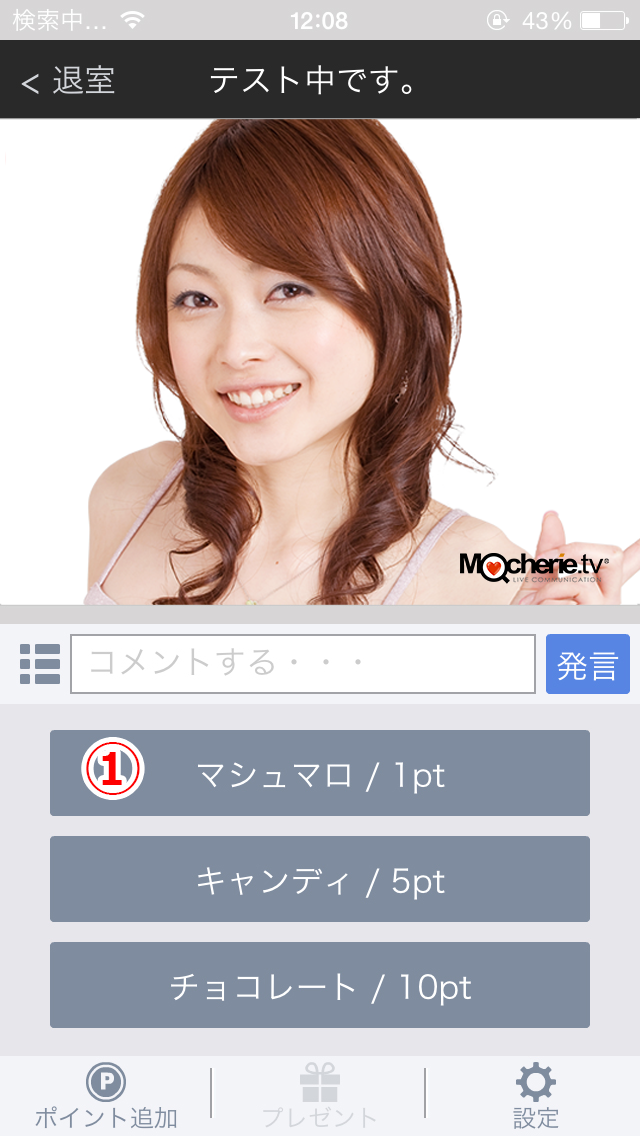 検索中... 12:08 43%
< 退室 テスト中です。
Mocherie.tv®
LIVE COMMUNICATION
コメントする・・・ 発言
① マシュマロ / 1pt
キャンディ / 5pt
チョコレート / 10pt
P
ポイント追加 プレゼント 設定